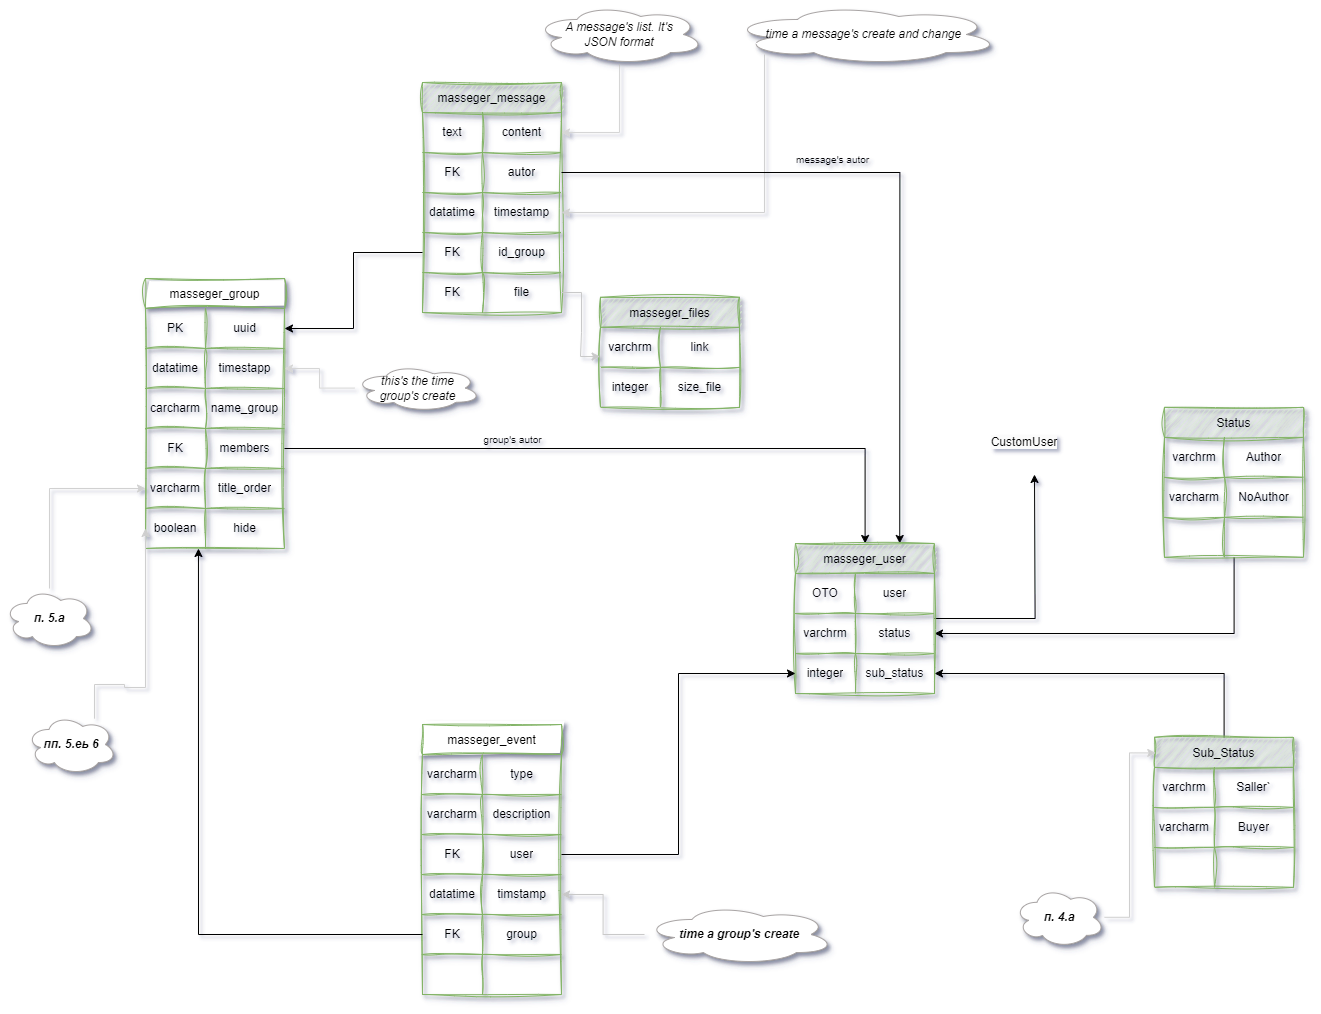 A message's list. It's
JSON format
time a message's create and change
masseger_message
text content
FK autor
datatime timestamp
FK id_group
FK file
message's autor
masseger_group
PK uuid
datatime timestapp
carcharm name_group
FK members
varcharm title_order
boolean hide
masseger_files
varchrm link
integer size_file
this's the time
group's create
group's autor
CustomUser
Status
varchrm Author
varcharm NoAuthor
masseger_user
OTO user
varchrm status
integer sub_status
п. 5.а
пп. 5.еь 6
masseger_event
varcharm type
varcharm description
FK user
datatime timstamp
FK group
time a group's create
Sub_Status
varchrm Saller`
varcharm Buyer
п. 4.а